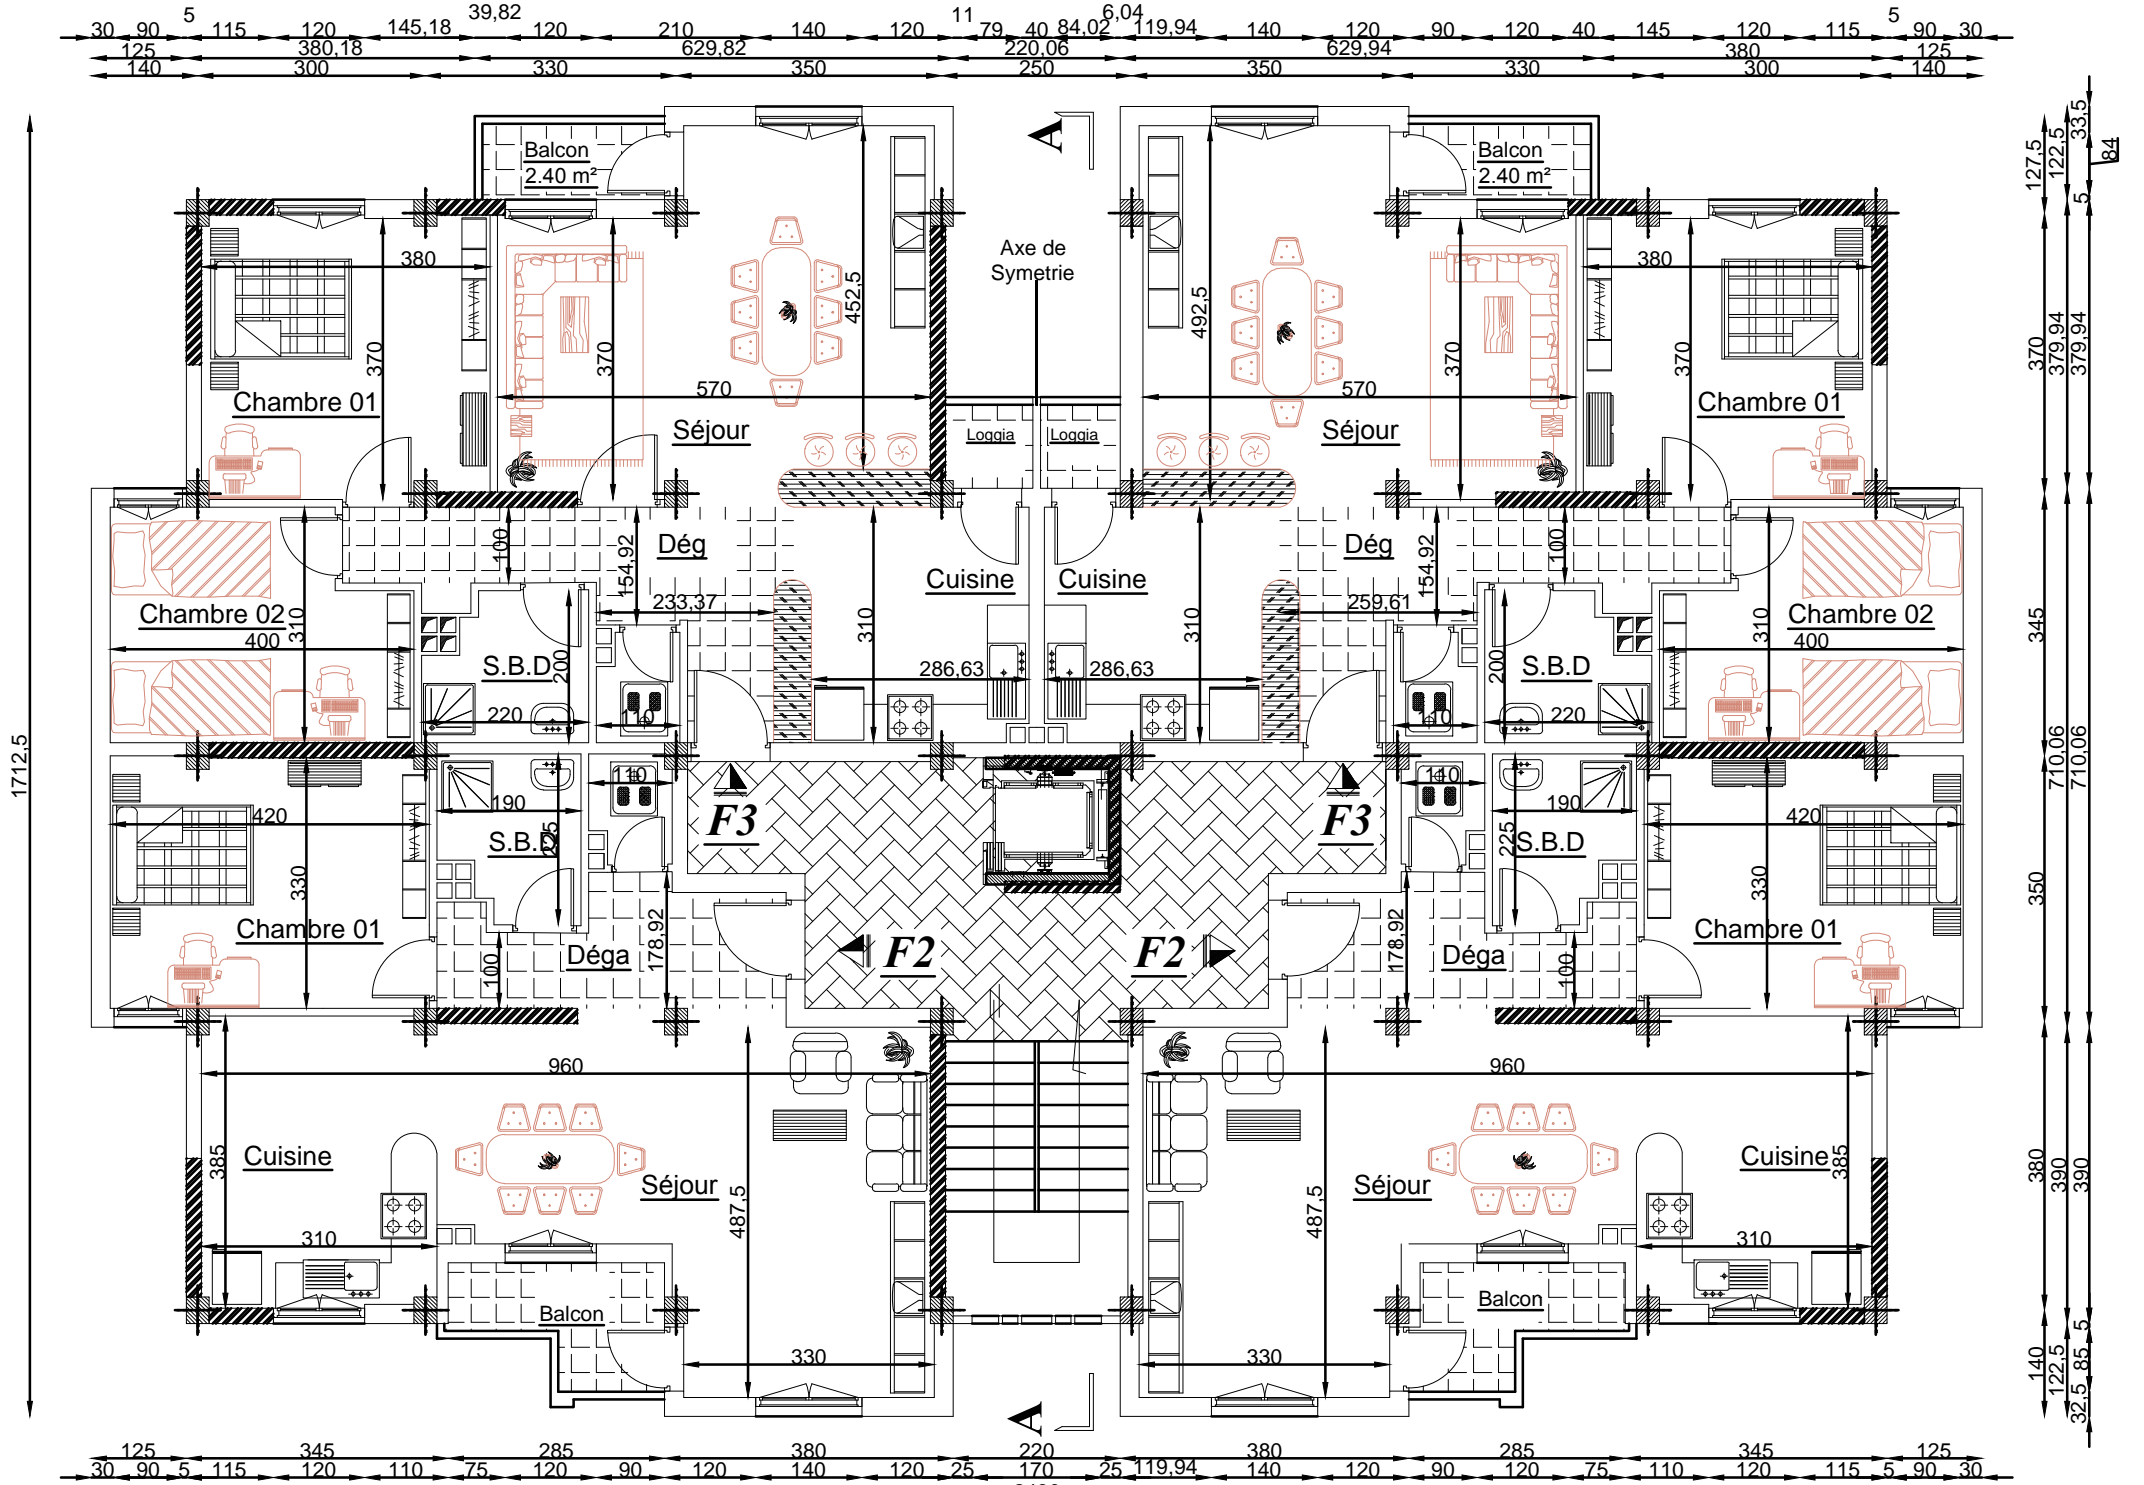 5 39,82 11 6,04 5
30 90 115 120 145,18 120 210 140 120 79 40 84,02 119,94 140 120 90 120 40 145 120 115 90 30
125 380,18 629,82 220,06 629,94 380 125
140 300 330 350 250 350 330 300 140
A
Balcon
2.40 m²
Balcon
2.40 m²
Axe de
Symetrie
380
370
370
452,5
570
492,5
570
370
370
380
Chambre 01
Séjour
Loggia
Loggia
Séjour
Chambre 01
100
154,92
Dég
Dég
154,92
100
Cuisine
Cuisine
Chambre 02
400
310
233,37
310
310
259,61
310
Chambre 02
400
S.B.D
200
220
110
286,63
286,63
110
200
S.B.D
220
420
330
190
S.B.D
225
110
F3
F3
110
190
225
S.B.D
420
330
Chambre 01
100
Déga
178,92
F2
F2
178,92
Déga
100
Chambre 01
960
960
385
Cuisine
Séjour
487,5
487,5
Séjour
Cuisine
385
310
310
Balcon
Balcon
330
330
A
1712,5
127,5 370 345 350 380 140
122,5 379,94 710,06 390 122,5
33,5 84 5 379,94 710,06 390 5 85 32,5
125 345 285 380 220 380 285 345 125
30 90 5 115 120 110 75 120 90 120 140 120 25 170 25 119,94 140 120 90 120 75 110 120 115 5 90 30